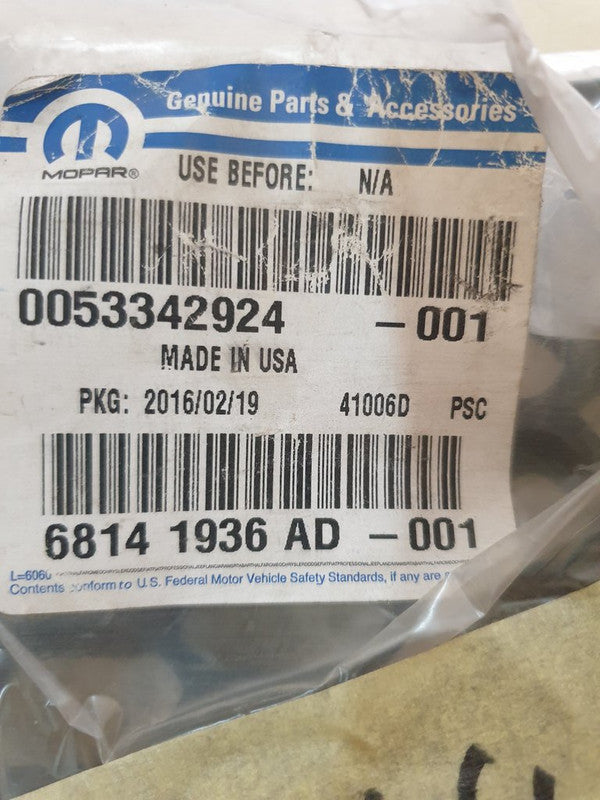 Genuine Parts & Accessories
MOPAR®
USE BEFORE: N/A
0053342924 -001
MADE IN USA
PKG: 2016/02/19 41006D PSC
6814 1936 AD -001
L=6060
Contents conform to U.S. Federal Motor Vehicle Safety Standards, if any are